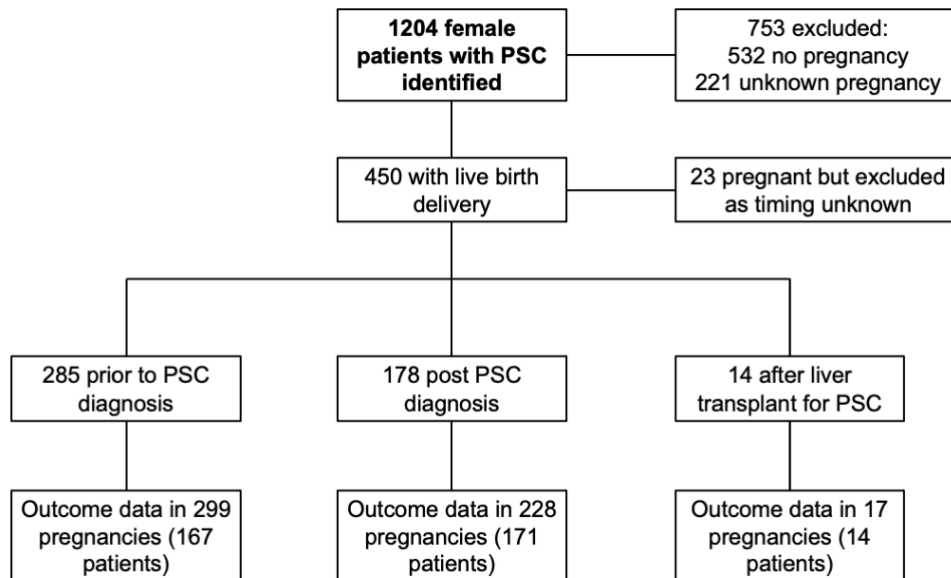 1204 female
patients with PSC
identified
753 excluded:
532 no pregnancy
221 unknown pregnancy
450 with live birth
delivery
23 pregnant but excluded
as timing unknown
285 prior to PSC
diagnosis
178 post PSC
diagnosis
14 after liver
transplant for PSC
Outcome data in 299
pregnancies (167
patients)
Outcome data in 228
pregnancies (171
patients)
Outcome data in 17
pregnancies (14
patients)